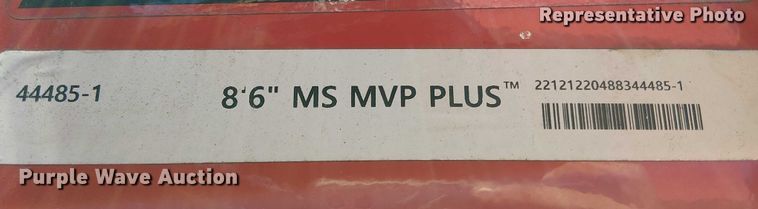 Representative Photo
44485-1
8'6" MS MVP PLUS™
22121220488344485-1
Purple Wave Auction